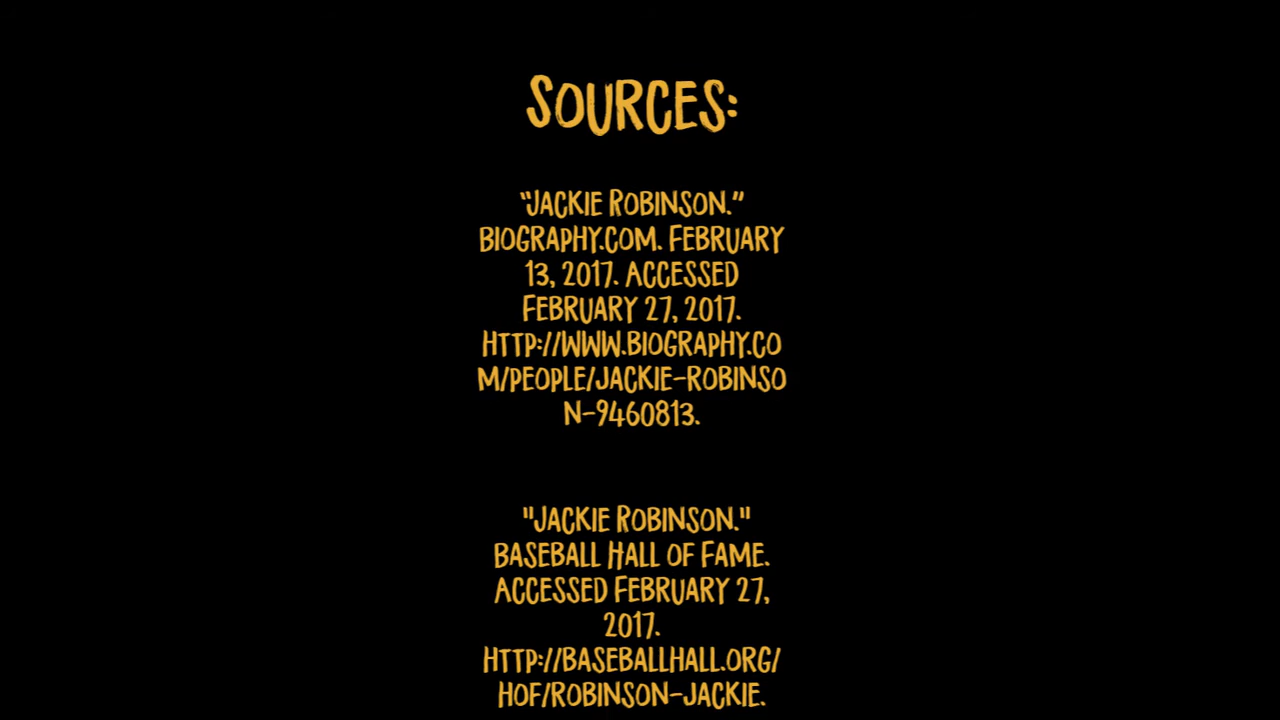 SOURCES:
“JACKIE ROBINSON.”
BIOGRAPHY.COM. FEBRUARY
13, 2017. ACCESSED
FEBRUARY 27, 2017.
HTTP://WWW.BIOGRAPHY.CO
M/PEOPLE/JACKIE-ROBINSO
N-9460813.
"JACKIE ROBINSON."
BASEBALL HALL OF FAME.
ACCESSED FEBRUARY 27,
2017.
HTTP://BASEBALLHALL.ORG/
HOF/ROBINSON-JACKIE.